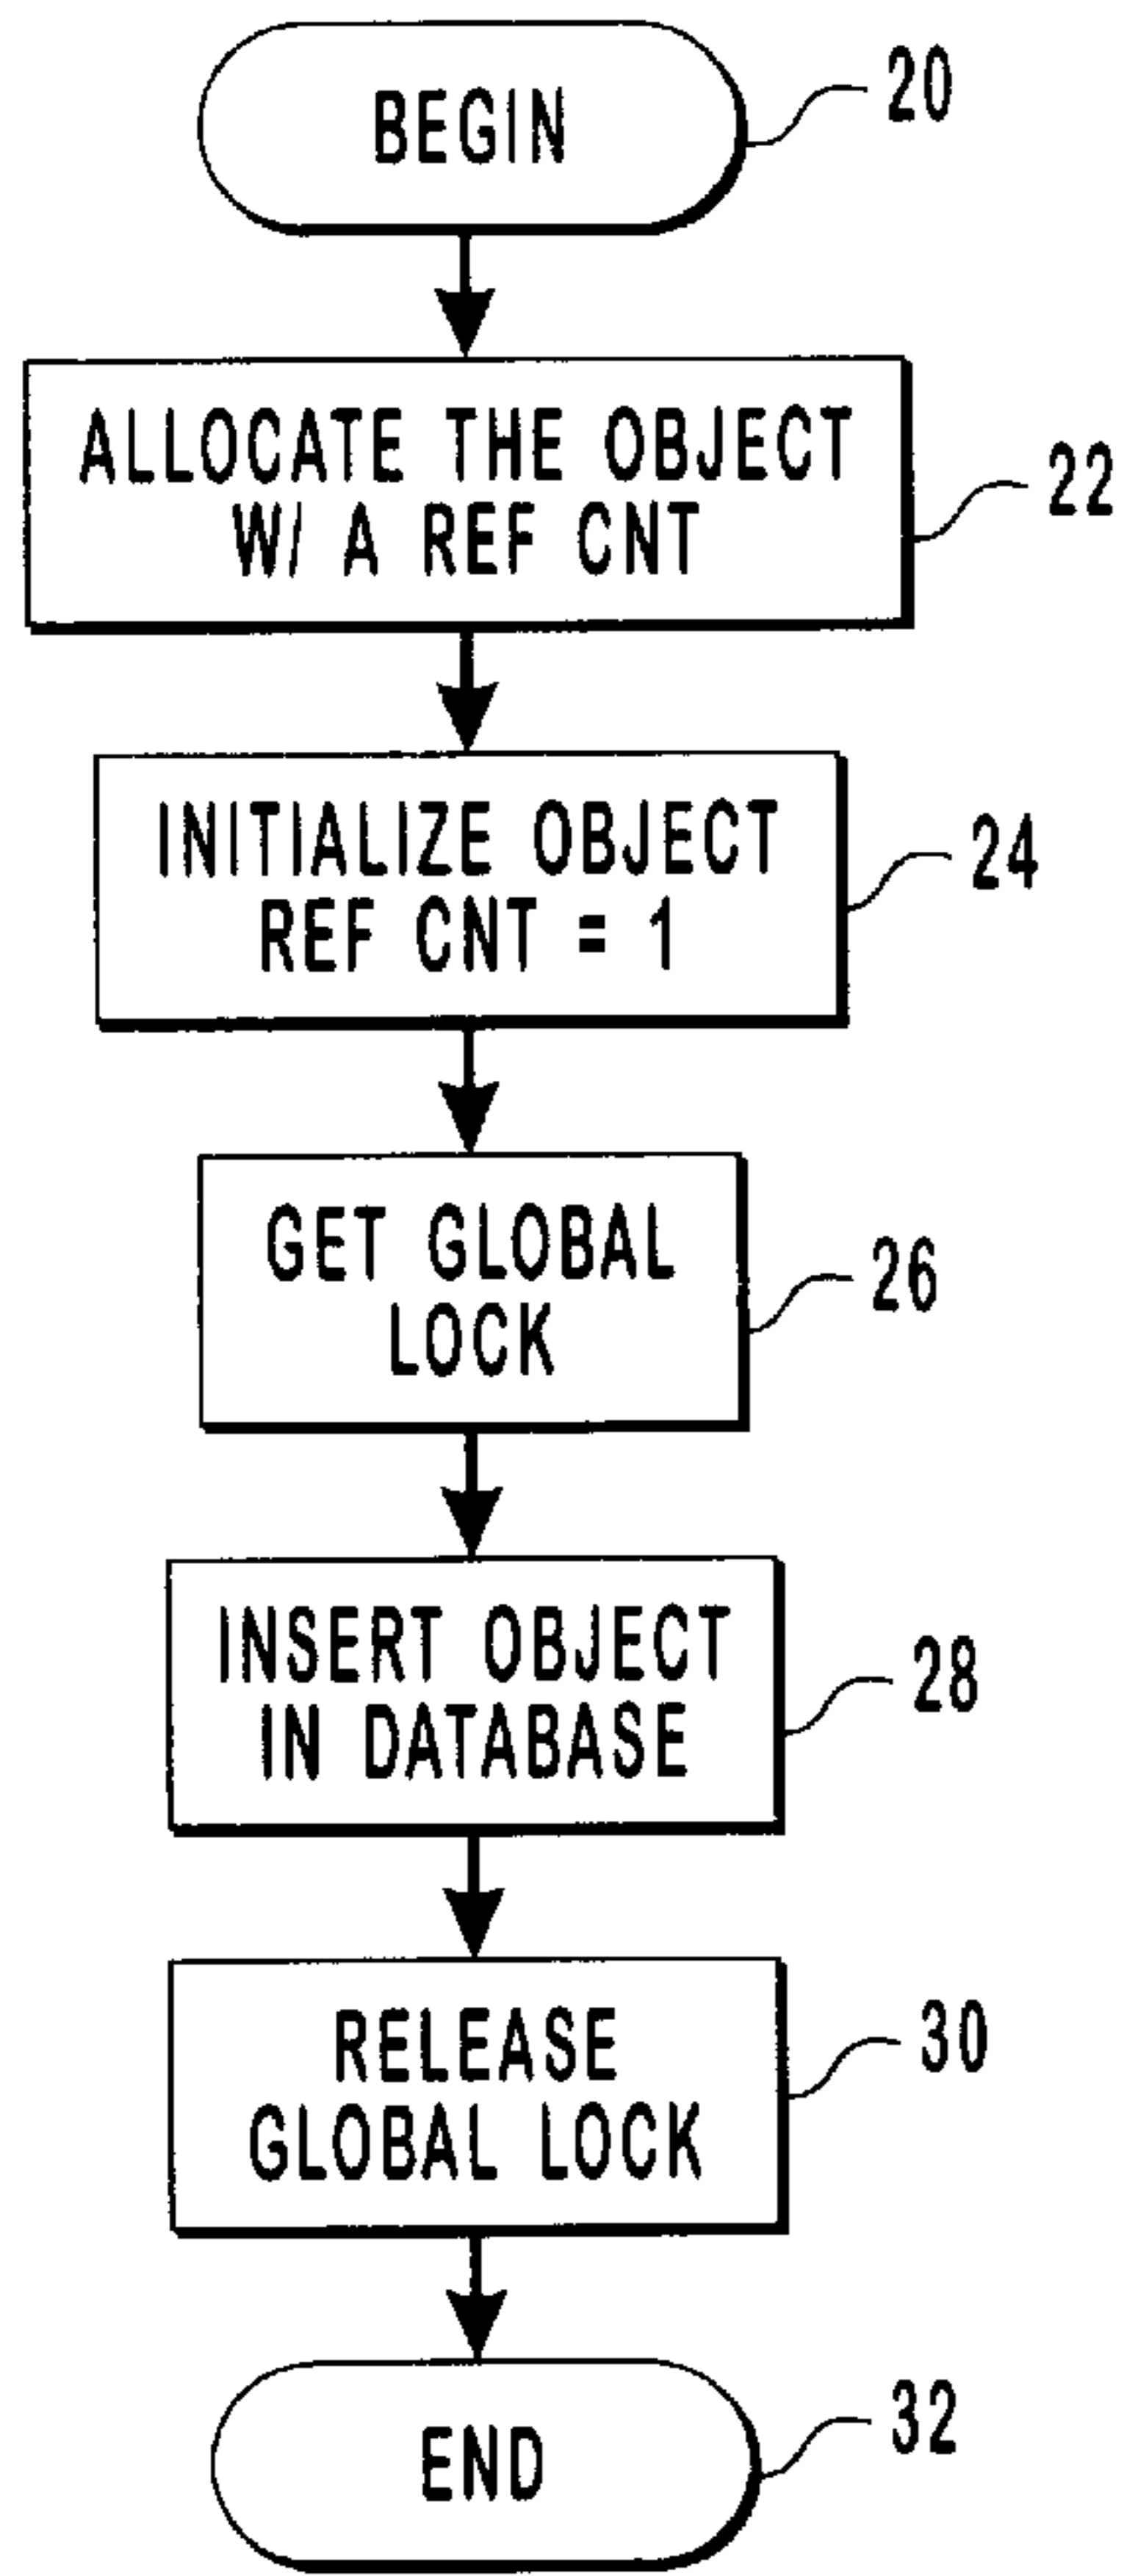 BEGIN
20
ALLOCATE THE OBJECT
W/ A REF CNT
22
INITIALIZE OBJECT
REF CNT = 1
24
GET GLOBAL
LOCK
26
INSERT OBJECT
IN DATABASE
28
RELEASE
GLOBAL LOCK
30
END
32